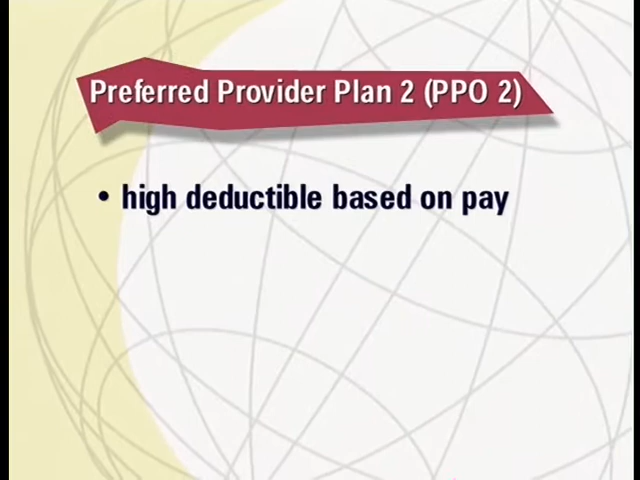 Preferred Provider Plan 2 (PPO 2)
• high deductible based on pay